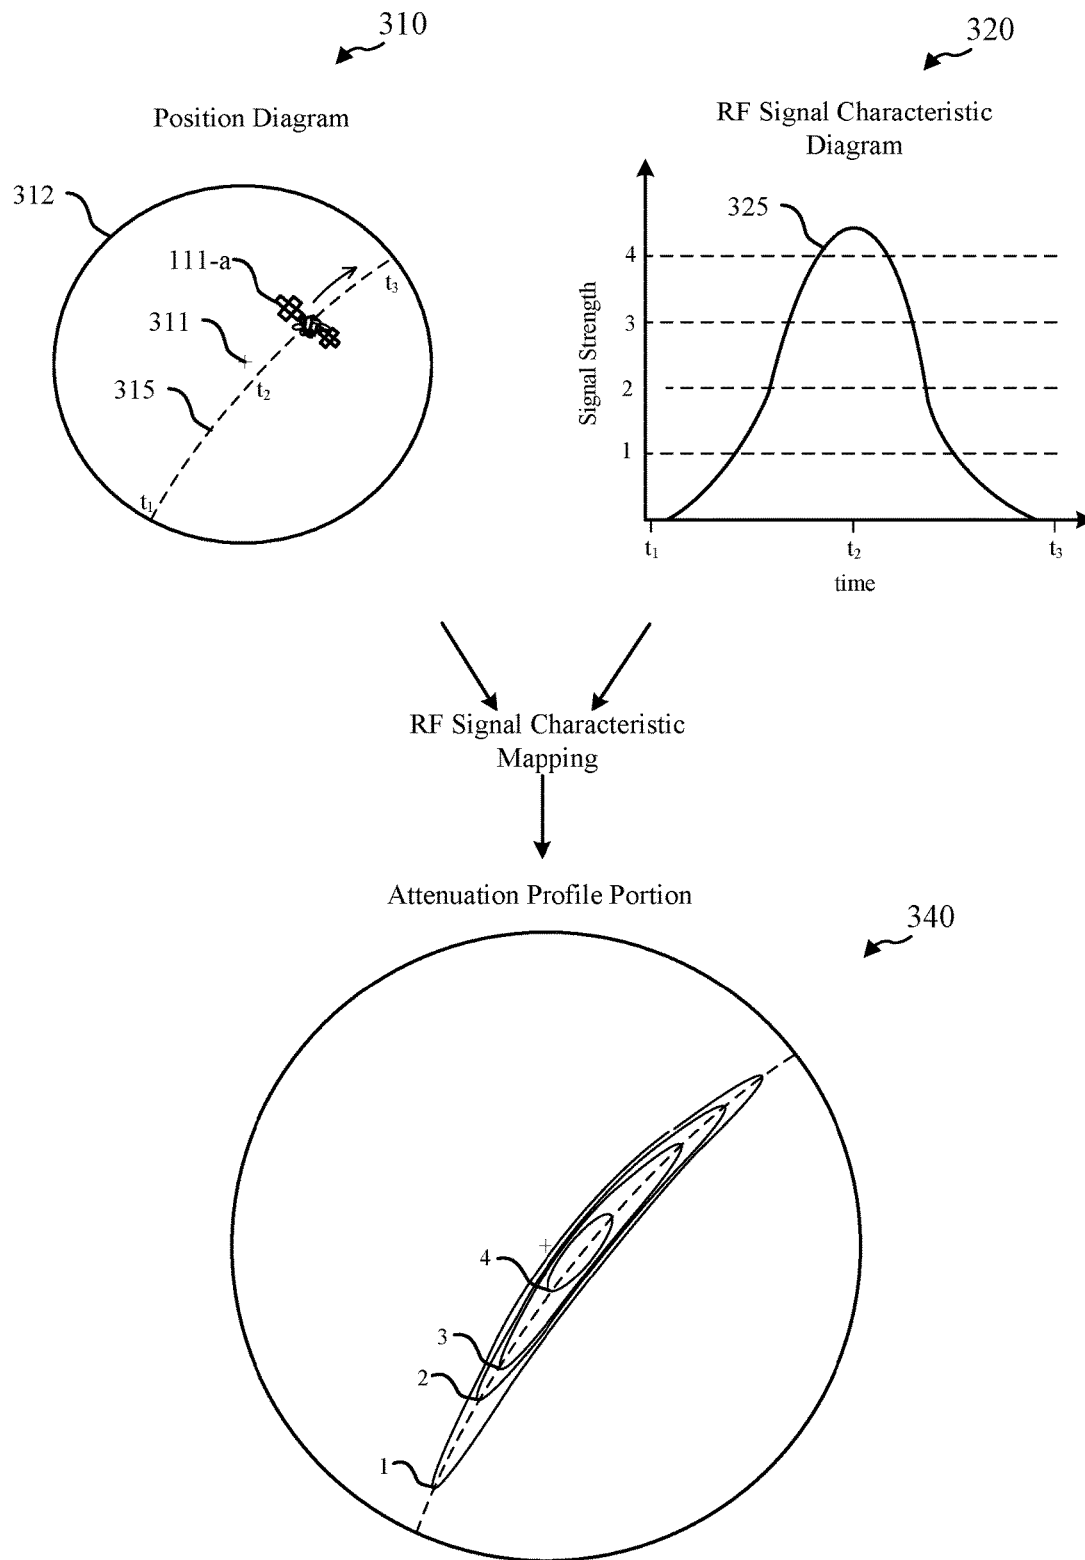 310
320
Position Diagram
RF Signal Characteristic
Diagram
312
325
111-a
4
t3
311
3
Signal Strength
315
t2
2
1
t1
t1
t2
t3
time
RF Signal Characteristic
Mapping
Attenuation Profile Portion
340
4
3
2
1